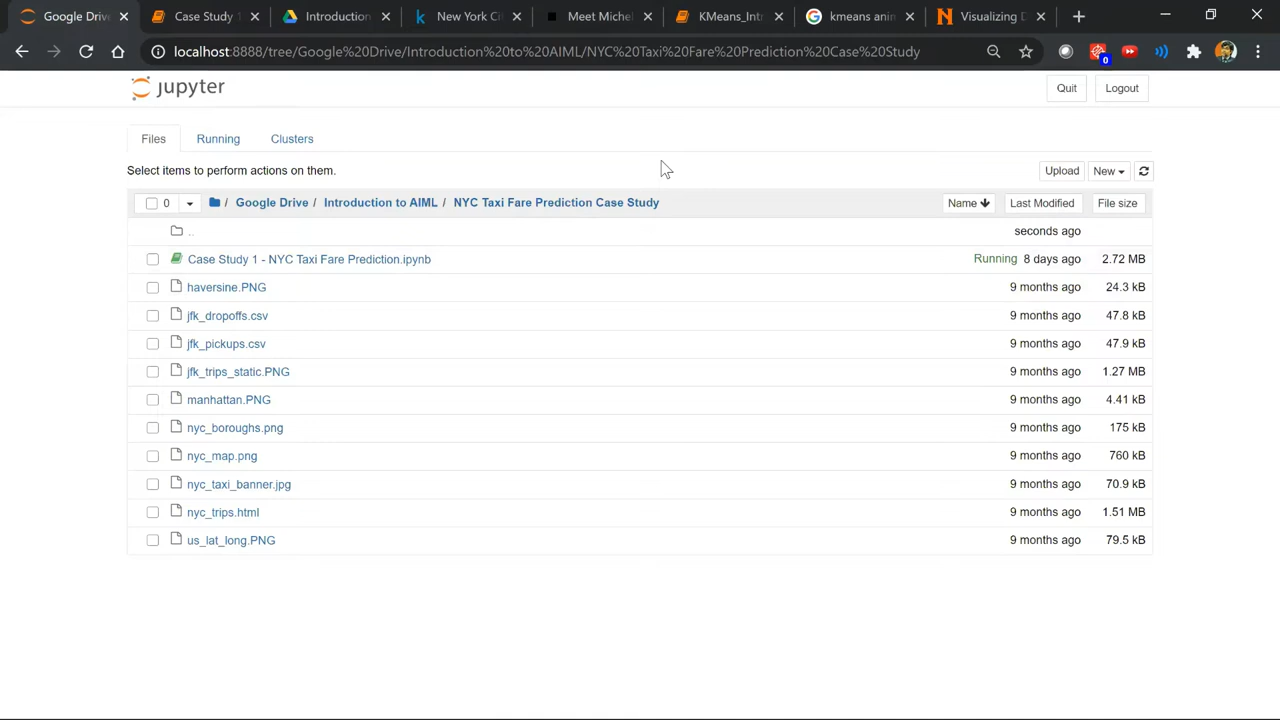 Google Driv
Case Study 1
Introduction
New York Cit
Meet Michel
KMeans_Intr
kmeans anim
Visualizing D
localhost:8888/tree/Google%20Drive/Introduction%20to%20AIML/NYC%20Taxi%20Fare%20Prediction%20Case%20Study
0
jupyter
Quit
Logout
Files
Running
Clusters
Select items to perform actions on them.
Upload
New
0
/ Google Drive / Introduction to AIML / NYC Taxi Fare Prediction Case Study
Name
Last Modified
File size
.. seconds ago
Case Study 1 - NYC Taxi Fare Prediction.ipynb Running 8 days ago 2.72 MB
haversine.PNG 9 months ago 24.3 kB
jfk_dropoffs.csv 9 months ago 47.8 kB
jfk_pickups.csv 9 months ago 47.9 kB
jfk_trips_static.PNG 9 months ago 1.27 MB
manhattan.PNG 9 months ago 4.41 kB
nyc_boroughs.png 9 months ago 175 kB
nyc_map.png 9 months ago 760 kB
nyc_taxi_banner.jpg 9 months ago 70.9 kB
nyc_trips.html 9 months ago 1.51 MB
us_lat_long.PNG 9 months ago 79.5 kB